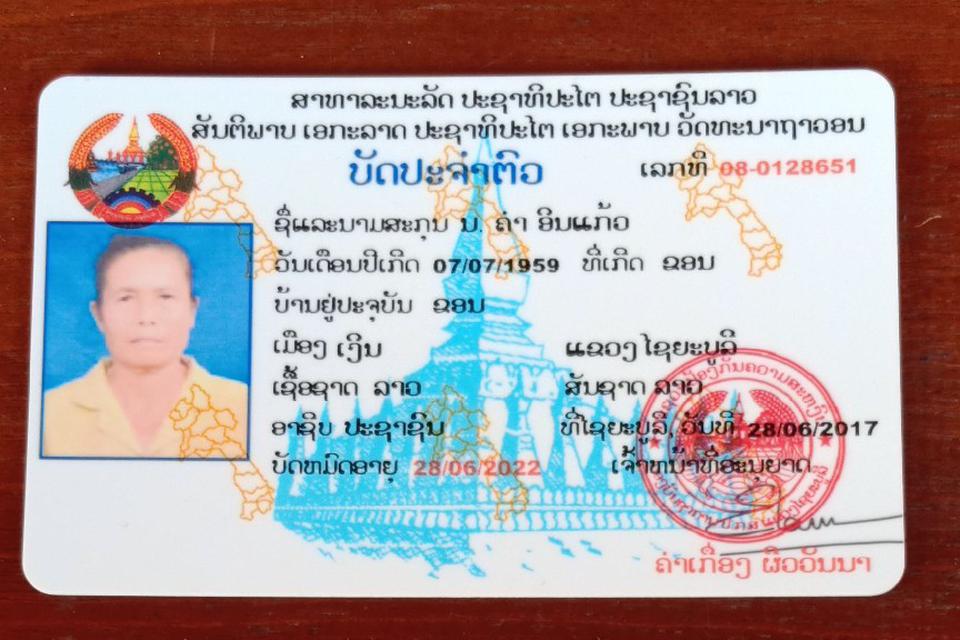 ສາທາລະນະລັດ ປະຊາທິປະໄຕ ປະຊາຊົນລາວ
ສັນຕິພາບ ເອກະລາດ ປະຊາທິປະໄຕ ເອກະພາບ ວັດທະນາຖາວອນ
ບັດປະຈຳຕົວ ເລກທີ 08-0128651
ຊື່ແລະນາມສະກຸນ ນ. ຄຳ ອິນແກ້ວ
ວັນເດືອນປີເກີດ 07/07/1959 ທີ່ເກີດ ຂອນ
ບ້ານຢູ່ປະຈຸບັນ ຂອນ
ເມືອງ ເງິນ ແຂວງ ໄຊຍະບູລີ
ເຊື້ອຊາດ ລາວ ສັນຊາດ ລາວ
ອາຊີບ ປະຊາຊົນ ທີ່ໄຊຍະບູລີ, ວັນທີ 28/06/2017
ບັດຫມົດອາຍຸ 28/06/2022 ເຈົ້າຫນ້າທີ່ອະນຸຍາດ
ຄຳເກື່ອງ ຜິວວັນນາ